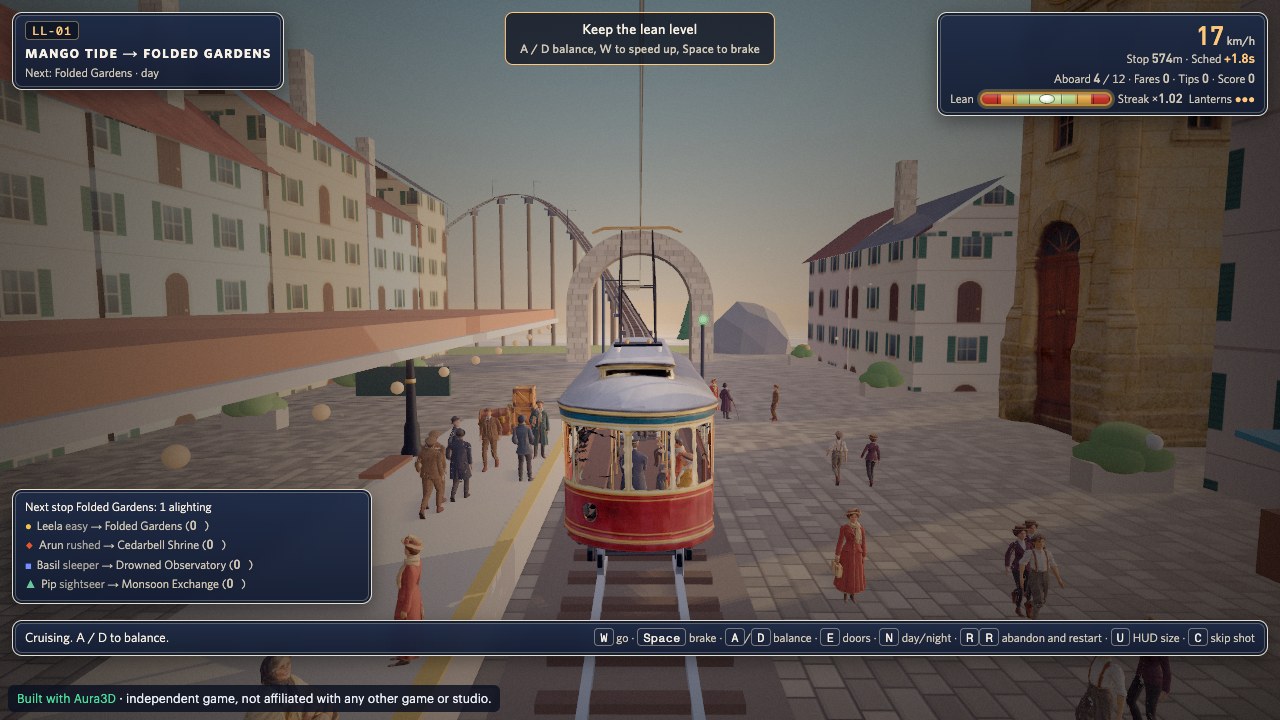 LL-01
MANGO TIDE → FOLDED GARDENS
Next: Folded Gardens · day
Keep the lean level
A / D balance, W to speed up, Space to brake
17 km/h
Stop 574m · Sched +1.8s
Aboard 4 / 12 · Fares 0 · Tips 0 · Score 0
Lean Streak ×1.02 Lanterns ●●●
Next stop Folded Gardens: 1 alighting
● Leela easy → Folded Gardens (0 )
◆ Arun rushed → Cedarbell Shrine (0 )
■ Basil sleeper → Drowned Observatory (0 )
▲ Pip sightseer → Monsoon Exchange (0 )
Cruising. A / D to balance.
W go · Space brake · A / D balance · E doors · N day/night · R R abandon and restart · U HUD size · C skip shot
Built with Aura3D · independent game, not affiliated with any other game or studio.